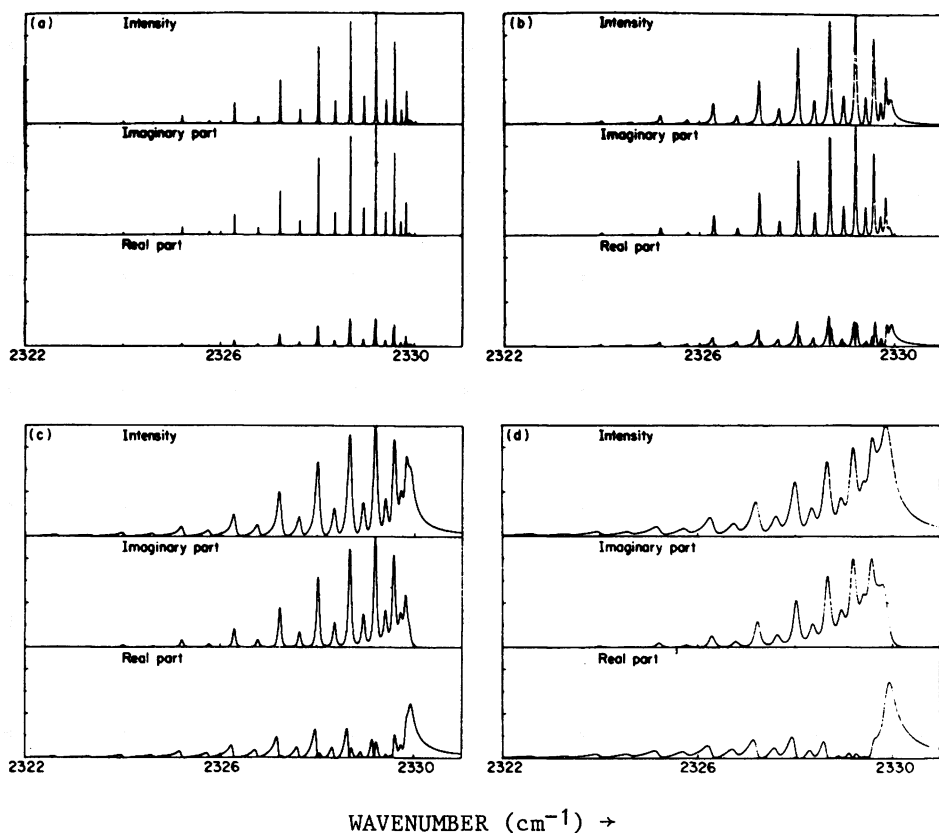 (a) Intensity
Imaginary part
Real part
2322 2326 2330
(b) Intensity
Imaginary part
Real part
2322 2326 2330
(c) Intensity
Imaginary part
Real part
2322 2326 2330
(d) Intensity
Imaginary part
Real part
2322 2326 2330
WAVENUMBER (cm⁻¹) →